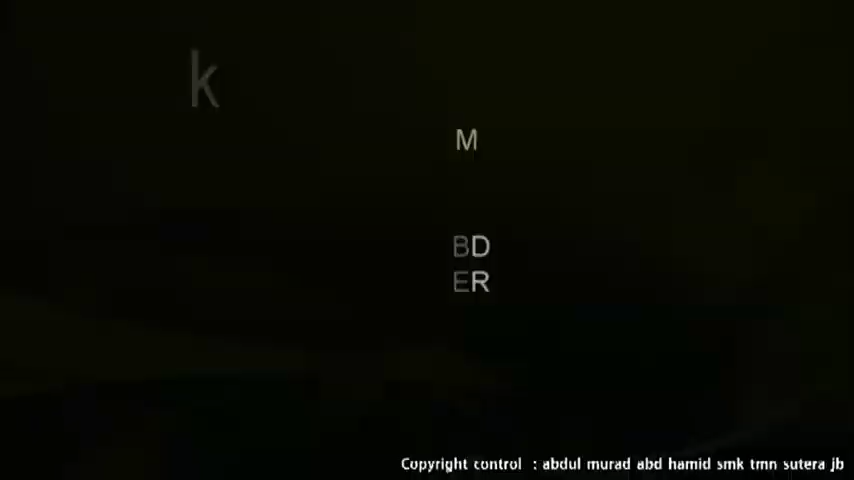 k
M
BD
ER
Copyright control : abdul murad abd hamid smk tmn sutera jb